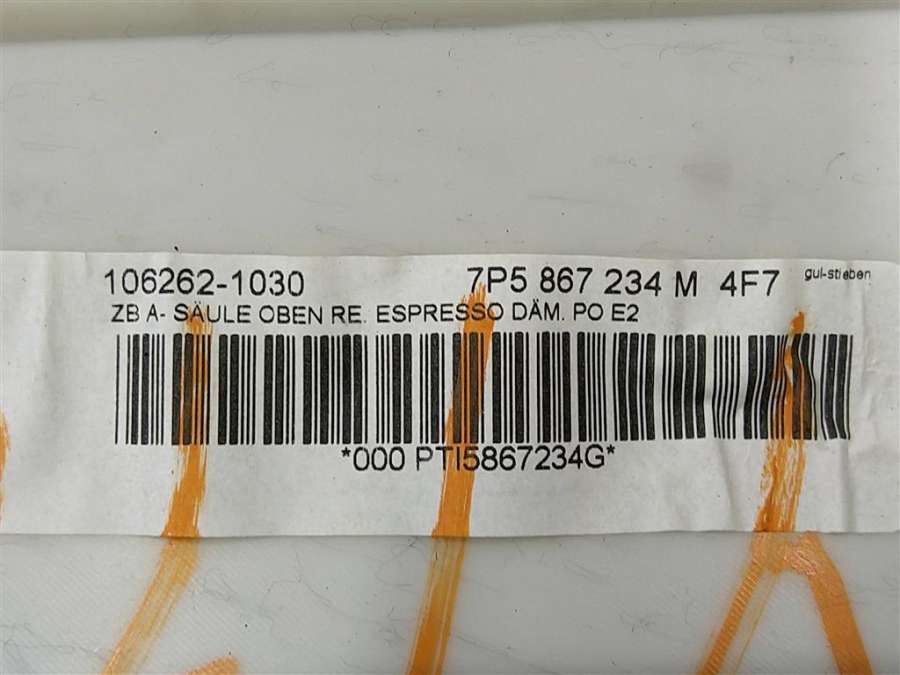 106262-1030 7P5 867 234 M 4F7 gul-stieben
ZB A- SÄULE OBEN RE. ESPRESSO DÄM. PO E2
*000 PTI5867234G*